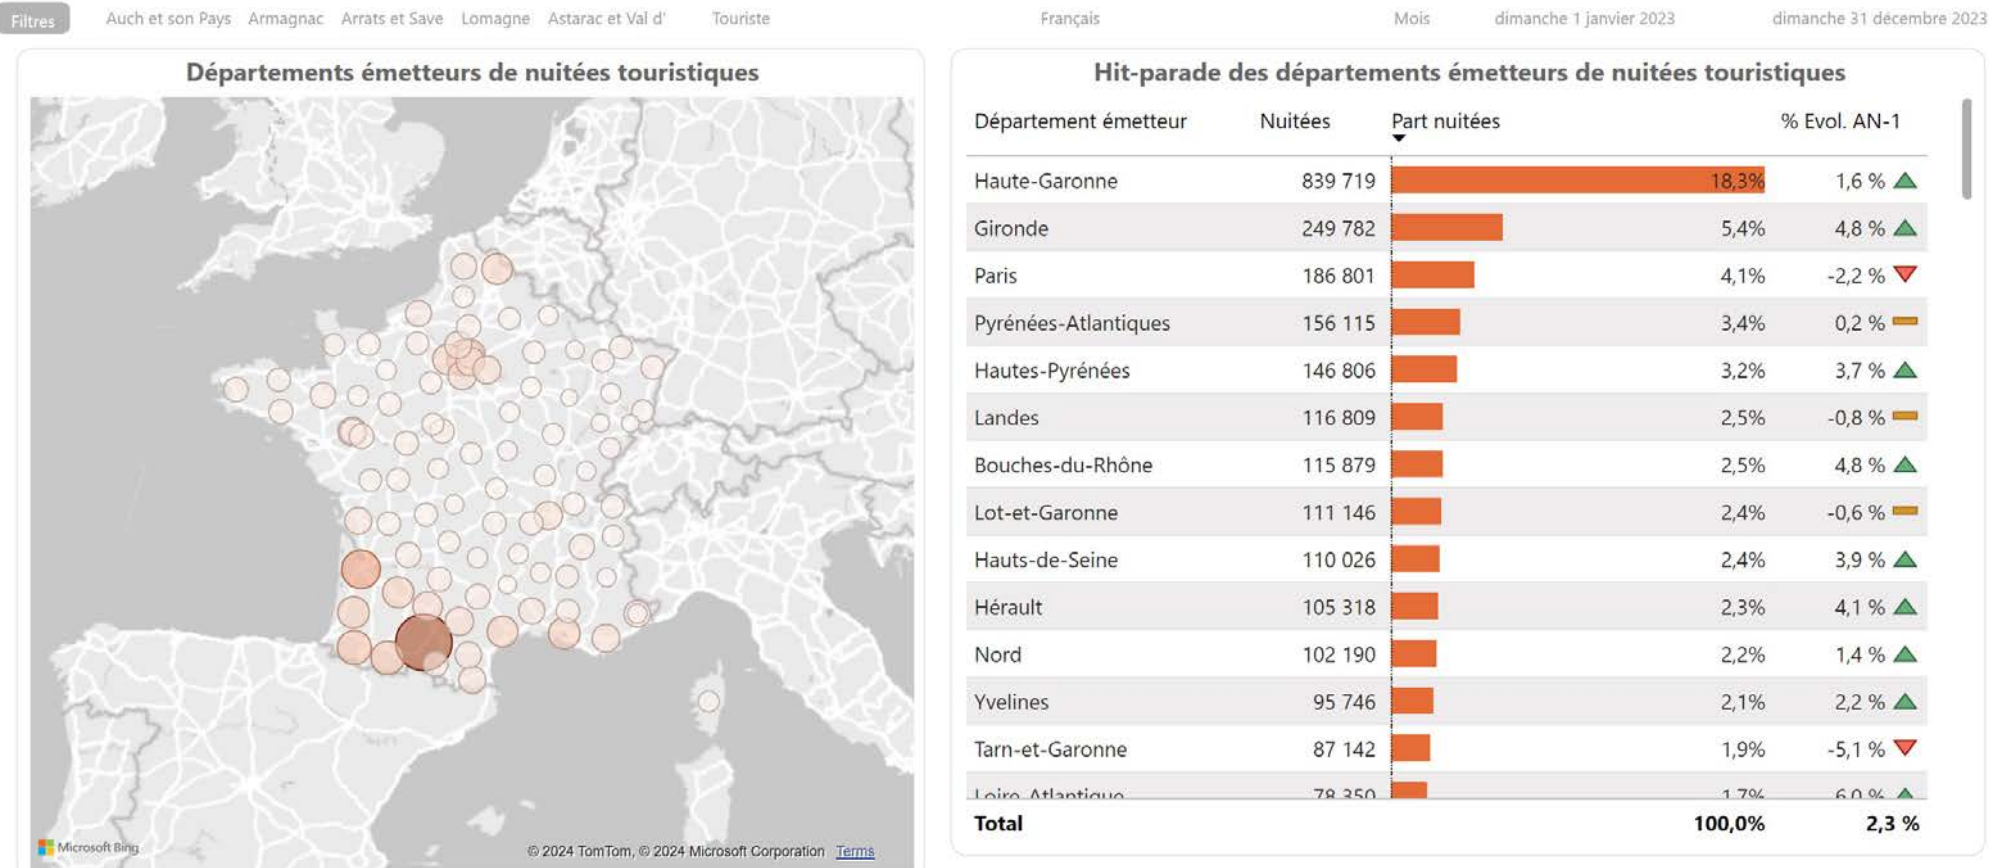 Filtres Auch et son Pays Armagnac Arrats et Save Lomagne Astarac et Val d' Touriste Français Mois dimanche 1 janvier 2023 dimanche 31 décembre 2023
Départements émetteurs de nuitées touristiques
Microsoft Bing
© 2024 TomTom, © 2024 Microsoft Corporation Terms
Hit-parade des départements émetteurs de nuitées touristiques
Département émetteur Nuitées Part nuitées % Evol. AN-1
Haute-Garonne 839 719 18,3% 1,6 %
Gironde 249 782 5,4% 4,8 %
Paris 186 801 4,1% -2,2 %
Pyrénées-Atlantiques 156 115 3,4% 0,2 %
Hautes-Pyrénées 146 806 3,2% 3,7 %
Landes 116 809 2,5% -0,8 %
Bouches-du-Rhône 115 879 2,5% 4,8 %
Lot-et-Garonne 111 146 2,4% -0,6 %
Hauts-de-Seine 110 026 2,4% 3,9 %
Hérault 105 318 2,3% 4,1 %
Nord 102 190 2,2% 1,4 %
Yvelines 95 746 2,1% 2,2 %
Tarn-et-Garonne 87 142 1,9% -5,1 %
Loire-Atlantique 78 350 1,7% 6,0 %
Total 100,0% 2,3 %